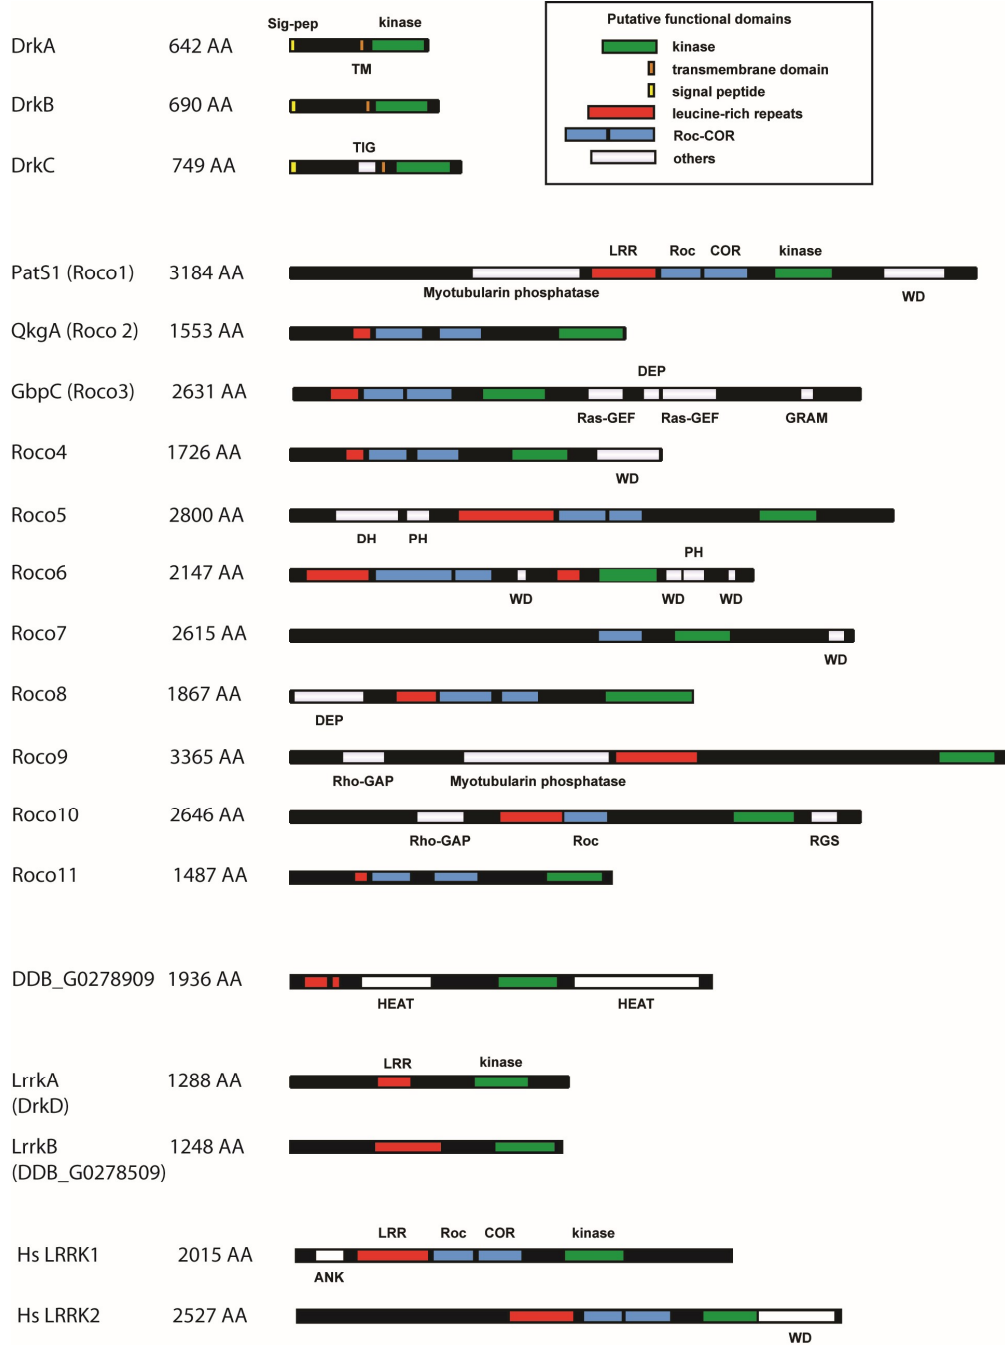 Sig-pep kinase
DrkA 642 AA
TM
DrkB 690 AA
TIG
DrkC 749 AA
Putative functional domains
kinase
transmembrane domain
signal peptide
leucine-rich repeats
Roc-COR
others
LRR Roc COR kinase
PatS1 (Roco1) 3184 AA
Myotubularin phosphatase WD
QkgA (Roco 2) 1553 AA
DEP
GbpC (Roco3) 2631 AA
Ras-GEF Ras-GEF GRAM
Roco4 1726 AA
WD
Roco5 2800 AA
DH PH
PH
Roco6 2147 AA
WD WD WD
Roco7 2615 AA
WD
Roco8 1867 AA
DEP
Roco9 3365 AA
Rho-GAP Myotubularin phosphatase
Roco10 2646 AA
Rho-GAP Roc RGS
Roco11 1487 AA
DDB_G0278909 1936 AA
HEAT HEAT
LRR kinase
LrrkA 1288 AA
(DrkD)
LrrkB 1248 AA
(DDB_G0278509)
LRR Roc COR kinase
Hs LRRK1 2015 AA
ANK
Hs LRRK2 2527 AA
WD